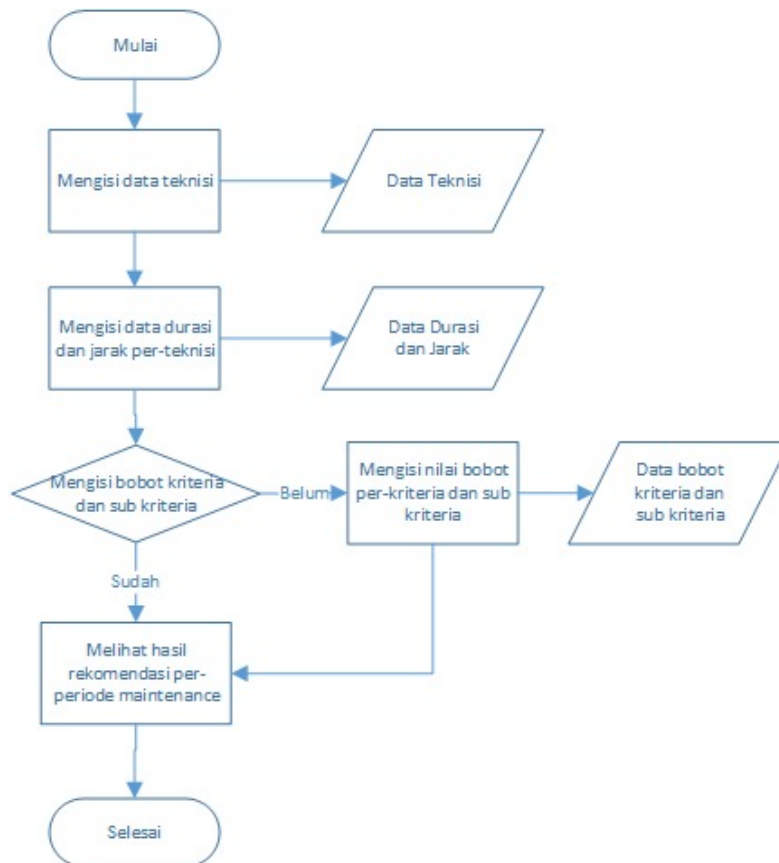 Mulai
Mengisi data teknisi
Data Teknisi
Mengisi data durasi
dan jarak per-teknisi
Data Durasi
dan Jarak
Mengisi bobot kriteria
dan sub kriteria
Belum
Mengisi nilai bobot
per-kriteria dan sub
kriteria
Data bobot
kriteria dan
sub kriteria
Sudah
Melihat hasil
rekomendasi per-
periode maintenance
Selesai